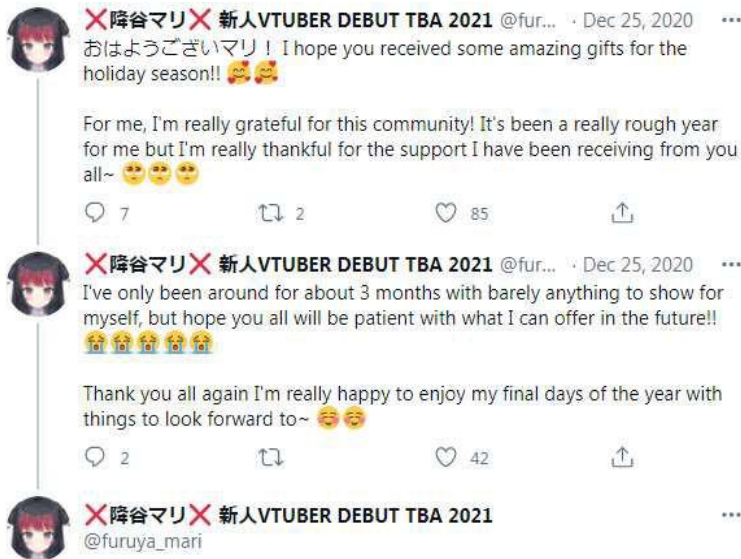 ❌降谷マリ❌ 新人VTUBER DEBUT TBA 2021 @fur... · Dec 25, 2020
おはようございマリ！ I hope you received some amazing gifts for the
holiday season!! 🥰🥰
For me, I'm really grateful for this community! It's been a really rough year
for me but I'm really thankful for the support I have been receiving from you
all~ 🥺🥺🥺
7 2 85
❌降谷マリ❌ 新人VTUBER DEBUT TBA 2021 @fur... · Dec 25, 2020
I've only been around for about 3 months with barely anything to show for
myself, but hope you all will be patient with what I can offer in the future!!
😭😭😭😭😭
Thank you all again I'm really happy to enjoy my final days of the year with
things to look forward to~ ☺️☺️
2 42
❌降谷マリ❌ 新人VTUBER DEBUT TBA 2021
@furuya_mari